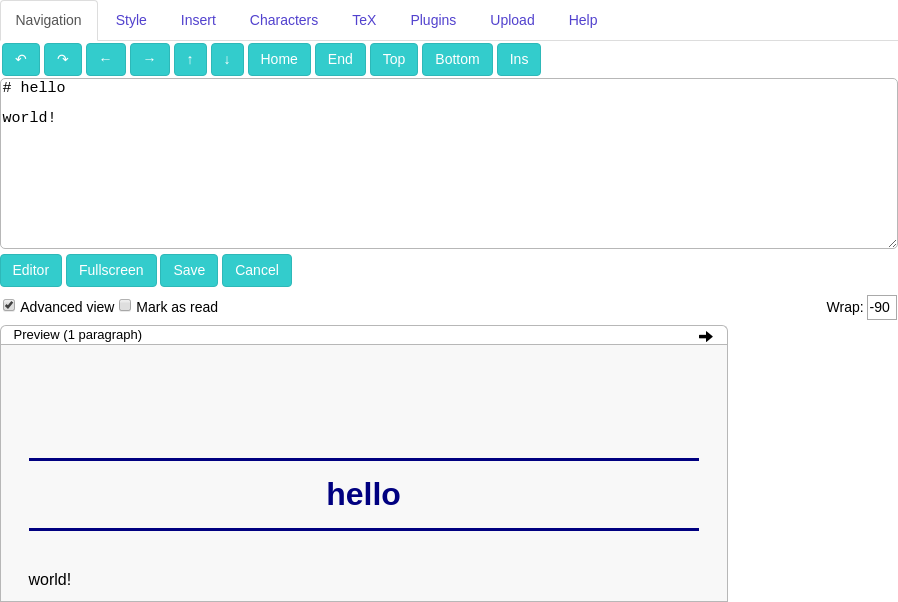 Navigation Style Insert Characters TeX Plugins Upload Help
↶ ↷ ← → ↑ ↓ Home End Top Bottom Ins
# hello
world!
Editor Fullscreen Save Cancel
Advanced view Mark as read Wrap: -90
Preview (1 paragraph)
hello
world!